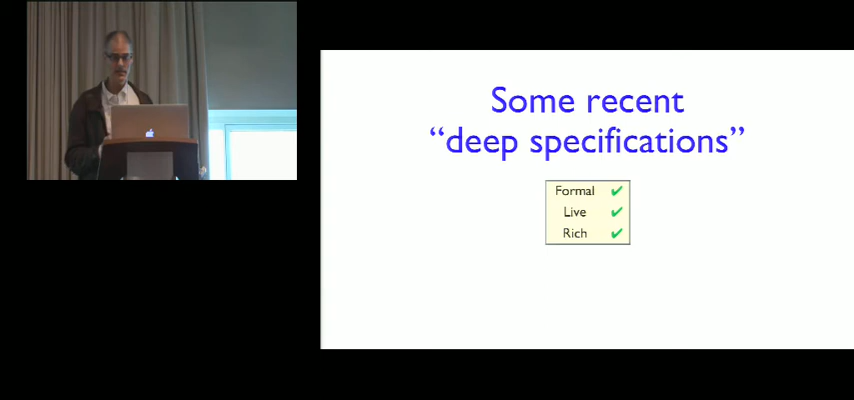 Some recent
“deep specifications”
Formal ✔
Live ✔
Rich ✔